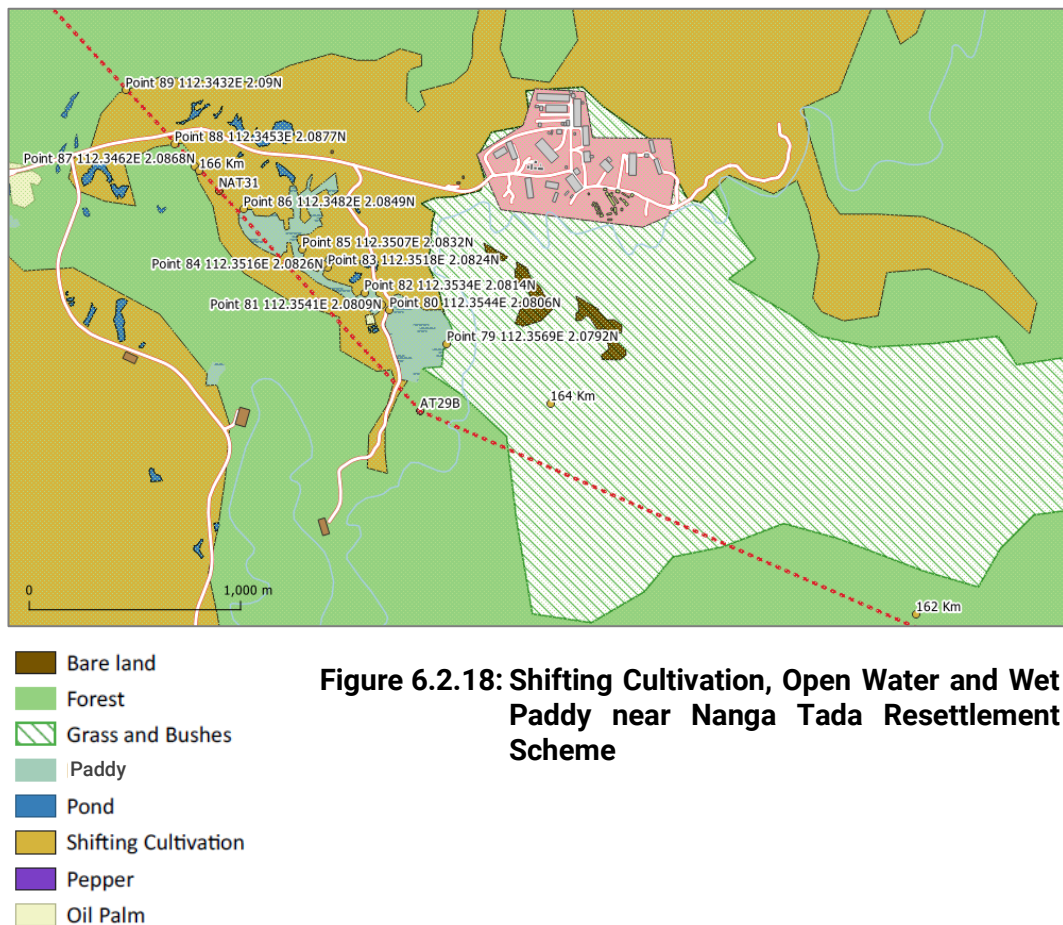 Point 89 112.3432E 2.09N
Point 88 112.3453E 2.0877N
Point 87 112.3462E 2.0868N
166 Km
NAT31
Point 86 112.3482E 2.0849N
Point 85 112.3507E 2.0832N
Point 84 112.3516E 2.0826N
Point 83 112.3518E 2.0824N
Point 82 112.3534E 2.0814N
Point 81 112.3541E 2.0809N
Point 80 112.3544E 2.0806N
Point 79 112.3569E 2.0792N
AT29B
164 Km
162 Km
0
1,000 m
Bare land
Forest
Grass and Bushes
Paddy
Pond
Shifting Cultivation
Pepper
Oil Palm
Figure 6.2.18: Shifting Cultivation, Open Water and Wet
Paddy near Nanga Tada Resettlement
Scheme